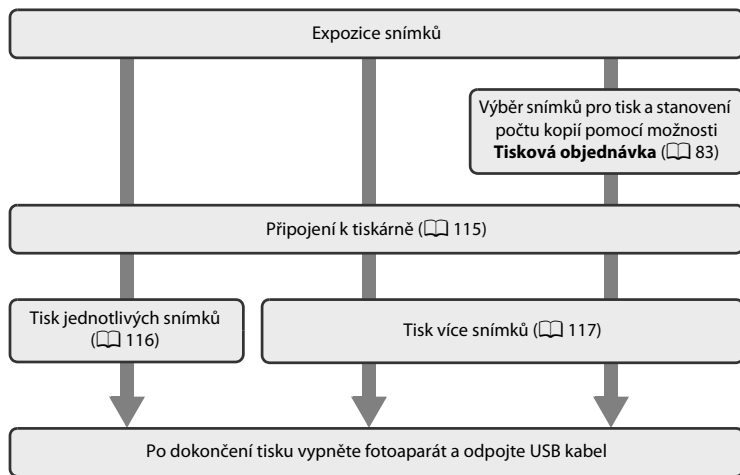 Expozice snímků
Výběr snímků pro tisk a stanovení
počtu kopií pomocí možnosti
Tisková objednávka (📖 83)
Připojení k tiskárně (📖 115)
Tisk jednotlivých snímků
(📖 116)
Tisk více snímků (📖 117)
Po dokončení tisku vypněte fotoaparát a odpojte USB kabel